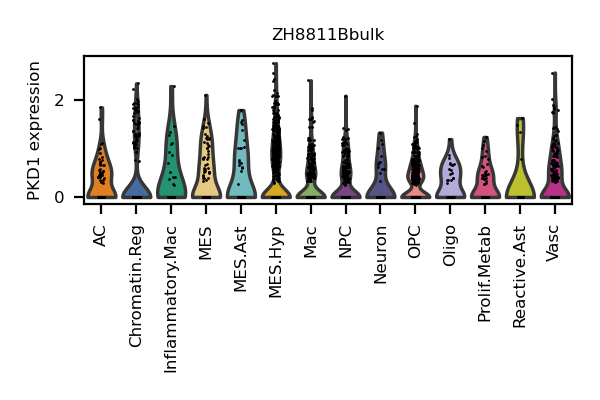 ZH8811Bbulk
PKD1 expression
2
0
AC
Chromatin.Reg
Inflammatory.Mac
MES
MES.Ast
MES.Hyp
Mac
NPC
Neuron
OPC
Oligo
Prolif.Metab
Reactive.Ast
Vasc